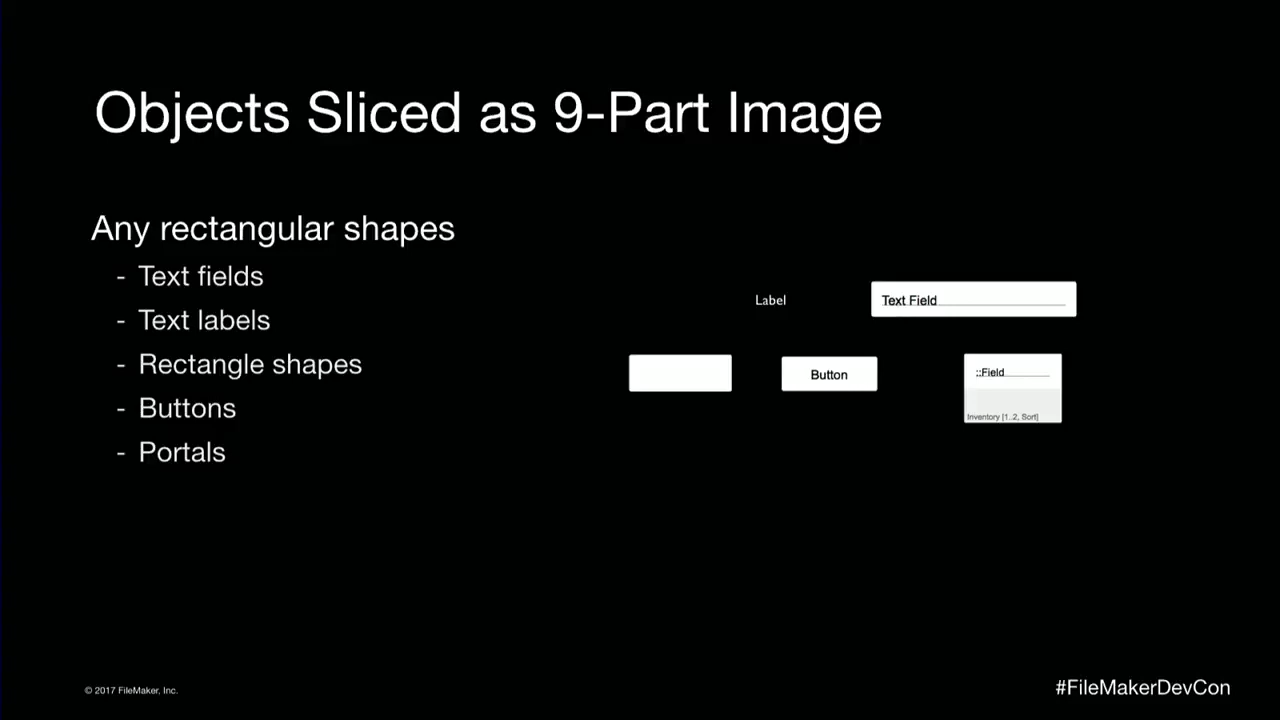 Objects Sliced as 9-Part Image
Any rectangular shapes
- Text fields
- Text labels
- Rectangle shapes
- Buttons
- Portals
Label
Text Field
Button
::Field
Inventory [1..2, Sort]
© 2017 FileMaker, Inc.
#FileMakerDevCon